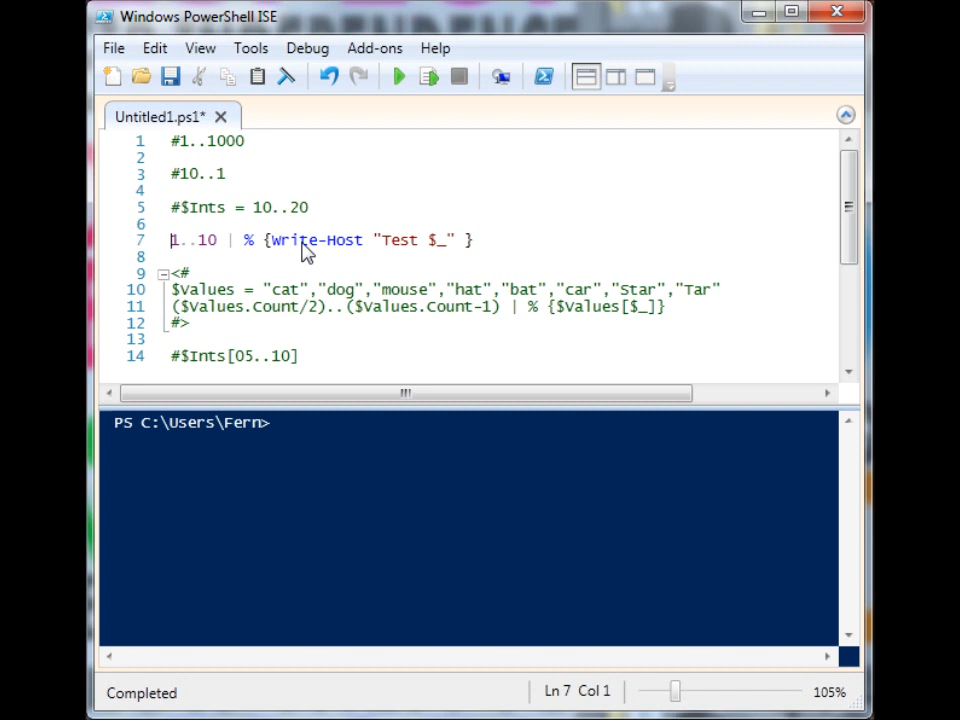 Windows PowerShell ISE
File Edit View Tools Debug Add-ons Help
Untitled1.ps1*
1 #1..1000
2
3 #10..1
4
5 #$Ints = 10..20
6
7 1..10 | % {Write-Host "Test $_" }
8
9 <#
10 $Values = "cat","dog","mouse","hat","bat","car","Star","Tar"
11 ($Values.Count/2)..($Values.Count-1) | % {$Values[$_]}
12 #>
13
14 #$Ints[05..10]
PS C:\Users\Fern>
Completed Ln 7 Col 1 105%